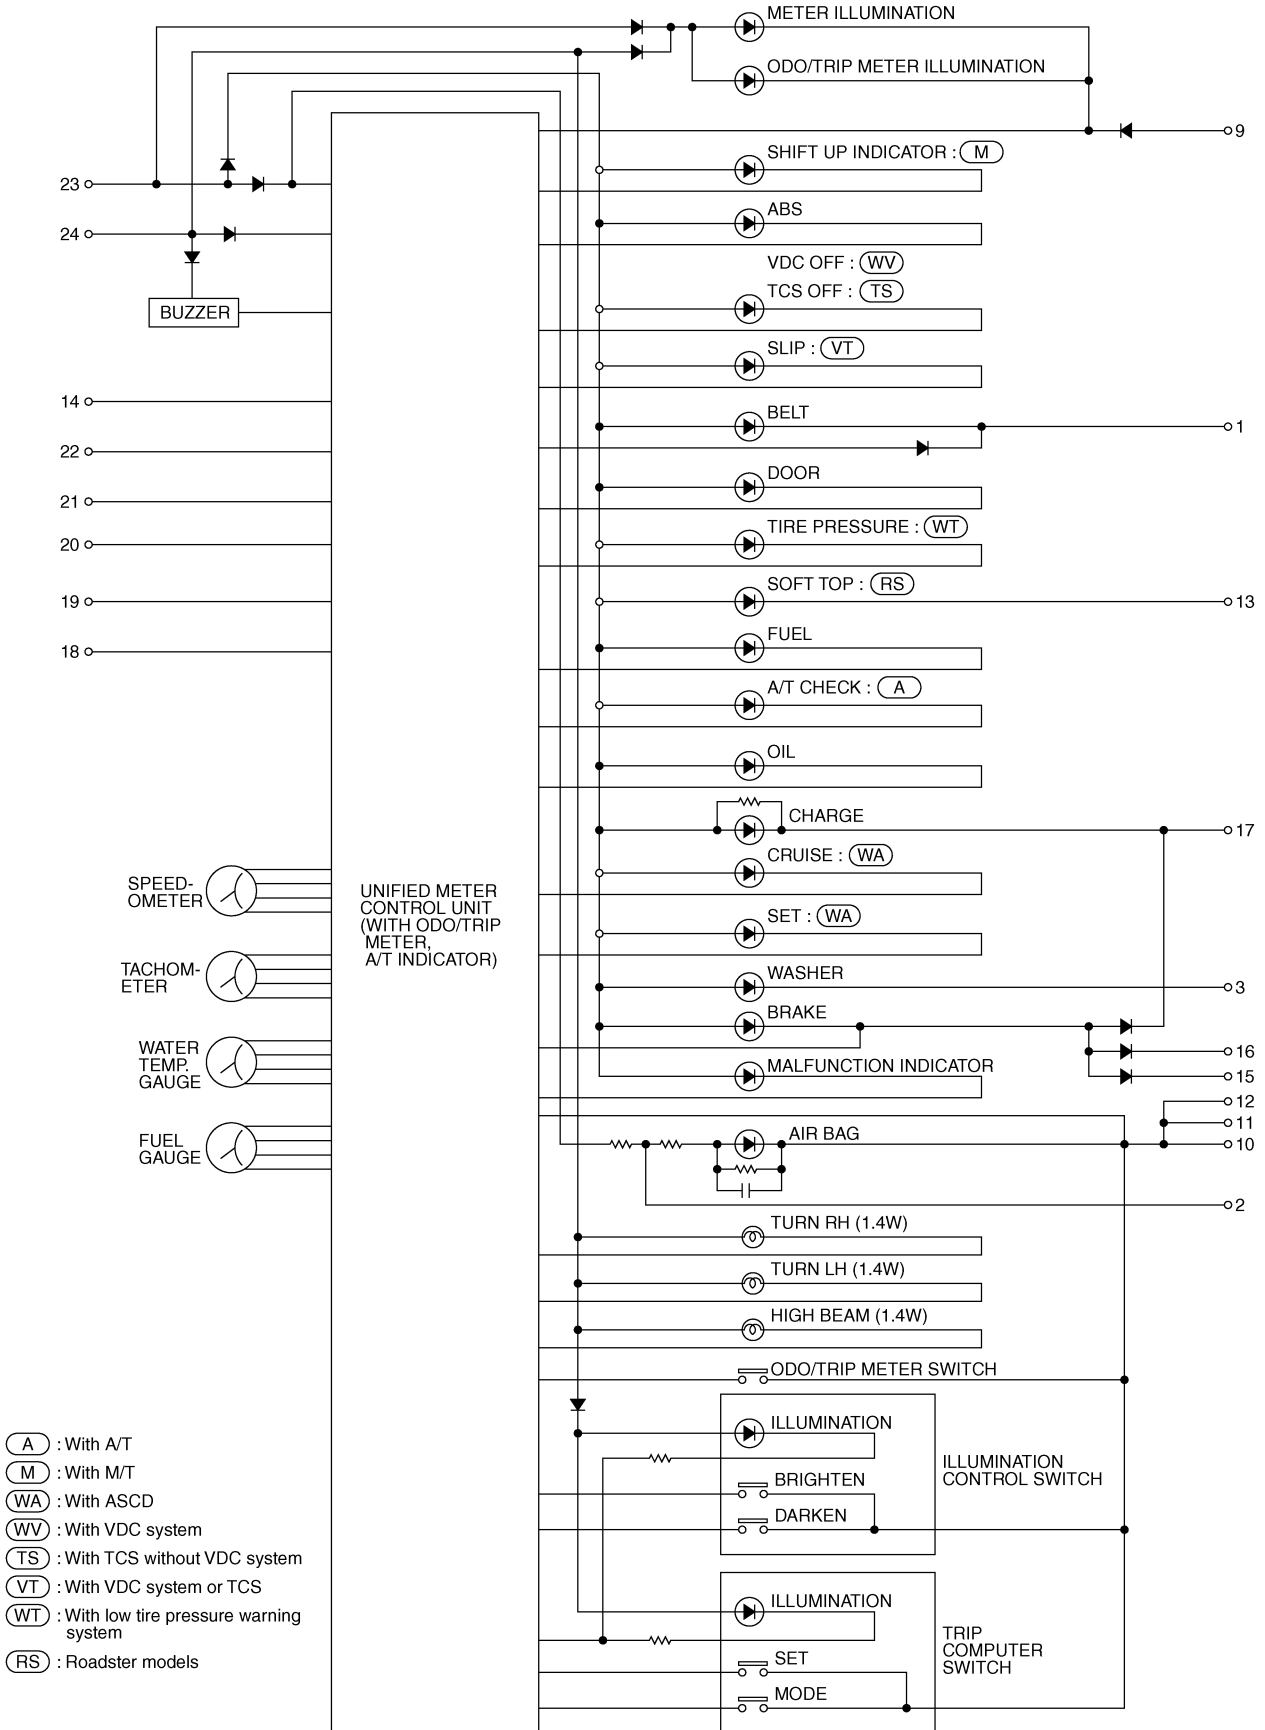 METER ILLUMINATION
ODO/TRIP METER ILLUMINATION
9
SHIFT UP INDICATOR : M
23
ABS
24
VDC OFF : WV
TCS OFF : TS
BUZZER
SLIP : VT
14
BELT
1
22
DOOR
21
TIRE PRESSURE : WT
20
SOFT TOP : RS
19
13
FUEL
18
A/T CHECK : A
OIL
CHARGE
17
CRUISE : WA
SPEED-
OMETER
UNIFIED METER
CONTROL UNIT
(WITH ODO/TRIP
METER,
A/T INDICATOR)
SET : WA
TACHOM-
ETER
WASHER
3
BRAKE
WATER
TEMP.
GAUGE
16
MALFUNCTION INDICATOR
15
12
11
FUEL
GAUGE
AIR BAG
10
2
TURN RH (1.4W)
TURN LH (1.4W)
HIGH BEAM (1.4W)
ODO/TRIP METER SWITCH
ILLUMINATION
ILLUMINATION
CONTROL SWITCH
BRIGHTEN
DARKEN
ILLUMINATION
TRIP
COMPUTER
SWITCH
SET
MODE
A : With A/T
M : With M/T
WA : With ASCD
WV : With VDC system
TS : With TCS without VDC system
VT : With VDC system or TCS
WT : With low tire pressure warning
system
RS : Roadster models